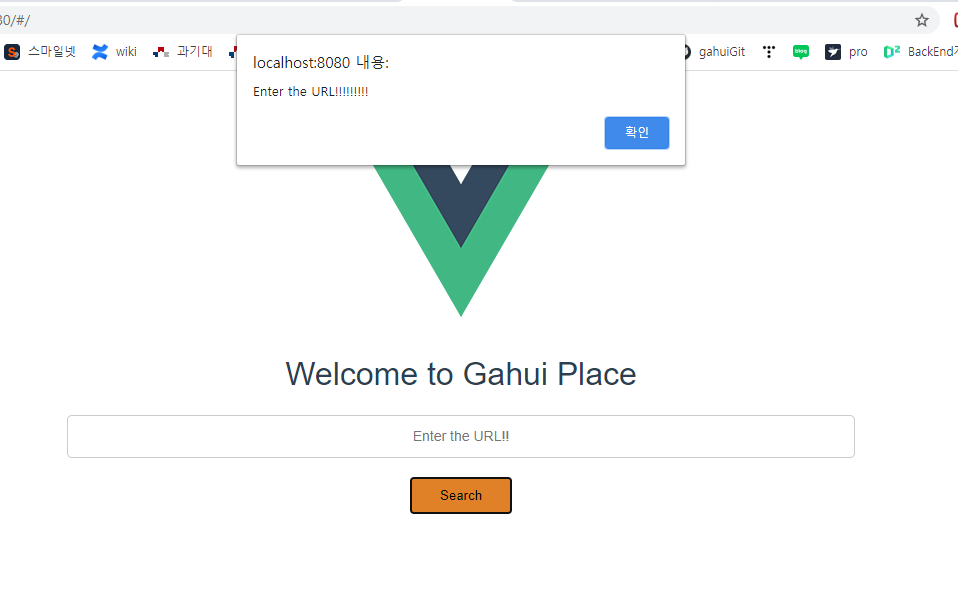 80/#/
스마일넷 wiki 과기대 gahuiGit blog pro BackEnd
localhost:8080 내용:
Enter the URL!!!!!!!!!
확인
Welcome to Gahui Place
Enter the URL!!
Search